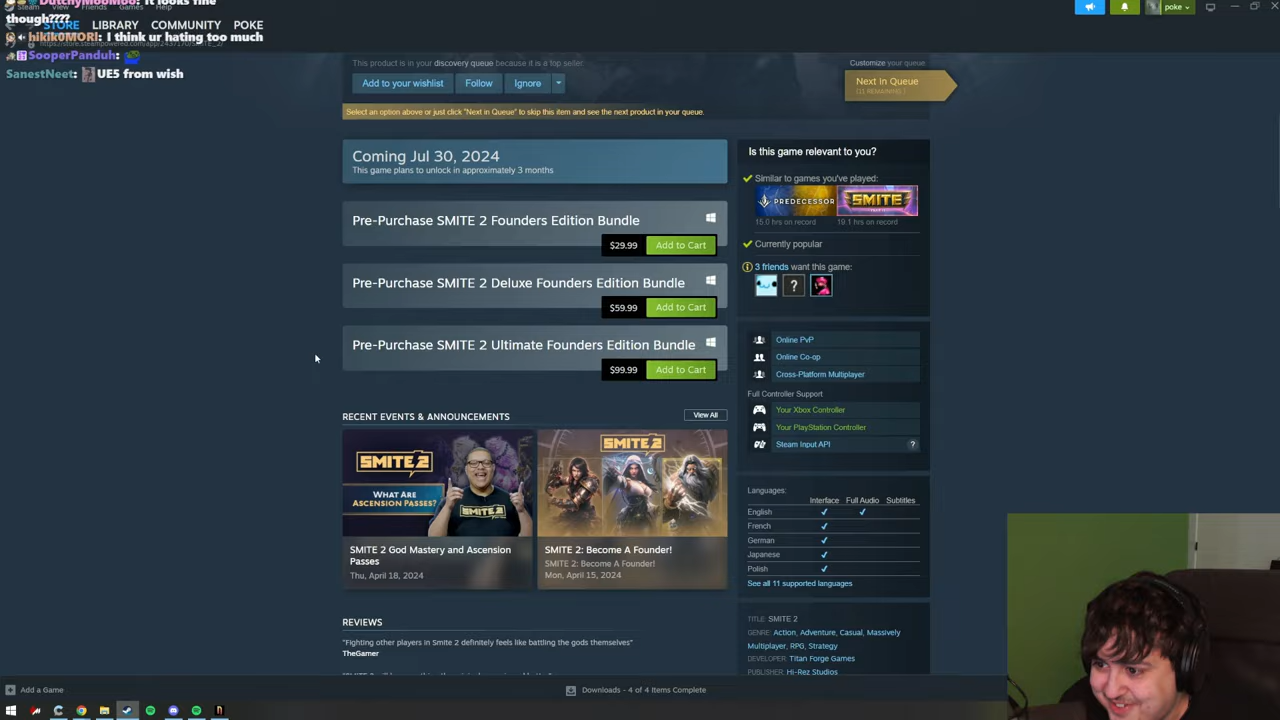 DutchyMooMoo: It looks fine
though????
STORE LIBRARY COMMUNITY POKE
hikik0MORI: I think ur hating too much
SooperPanduh:
SanestNeet: UE5 from wish
poke
This product is in your discovery queue because it is a top seller.
Customize your queue
Add to your wishlist
Follow
Ignore
Next In Queue
Select an option above or just click "Next in Queue" to skip this item and see the next product in your queue.
Coming Jul 30, 2024
This game plans to unlock in approximately 3 months
Pre-Purchase SMITE 2 Founders Edition Bundle
$29.99
Add to Cart
Pre-Purchase SMITE 2 Deluxe Founders Edition Bundle
$59.99
Add to Cart
Pre-Purchase SMITE 2 Ultimate Founders Edition Bundle
$99.99
Add to Cart
RECENT EVENTS & ANNOUNCEMENTS
View All
SMITE 2
WHAT ARE
ASCENSION PASSES?
SMITE 2
SMITE 2
SMITE 2 God Mastery and Ascension
Passes
Thu, April 18, 2024
SMITE 2: Become A Founder!
SMITE 2: Become A Founder!
Mon, April 15, 2024
REVIEWS
"Fighting other players in Smite 2 definitely feels like battling the gods themselves"
TheGamer
Is this game relevant to you?
Similar to games you've played:
PREDECESSOR
SMITE
15.0 hrs on record
19.1 hrs on record
Currently popular
3 friends want this game:
?
Online PvP
Online Co-op
Cross-Platform Multiplayer
Full Controller Support
Your Xbox Controller
Your PlayStation Controller
Steam Input API
?
Languages:
Interface Full Audio Subtitles
English
French
German
Japanese
Polish
See all 11 supported languages
TITLE: SMITE 2
GENRE: Action, Adventure, Casual, Massively
Multiplayer, RPG, Strategy
DEVELOPER: Titan Forge Games
PUBLISHER: Hi-Rez Studios
Add a Game
Downloads - 4 of 4 Items Complete